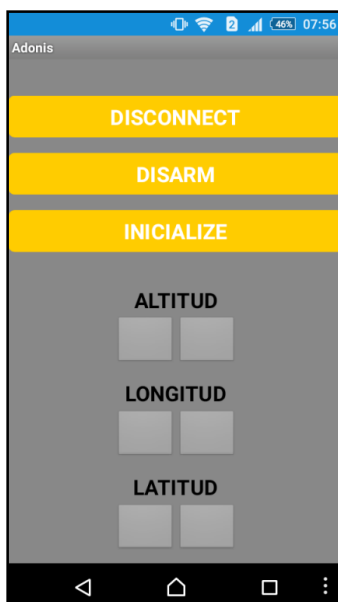 2 46% 07:56
Adonis
DISCONNECT
DISARM
INICIALIZE
ALTITUD
LONGITUD
LATITUD